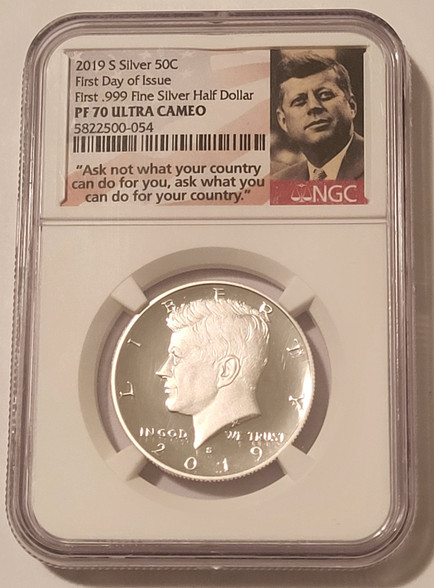 2019 S Silver 50C
First Day of Issue
First .999 Fine Silver Half Dollar
PF 70 ULTRA CAMEO
5822500-054
"Ask not what your country
can do for you, ask what you
can do for your country."
NGC
LIBERTY
IN GOD WE TRUST
S
2019